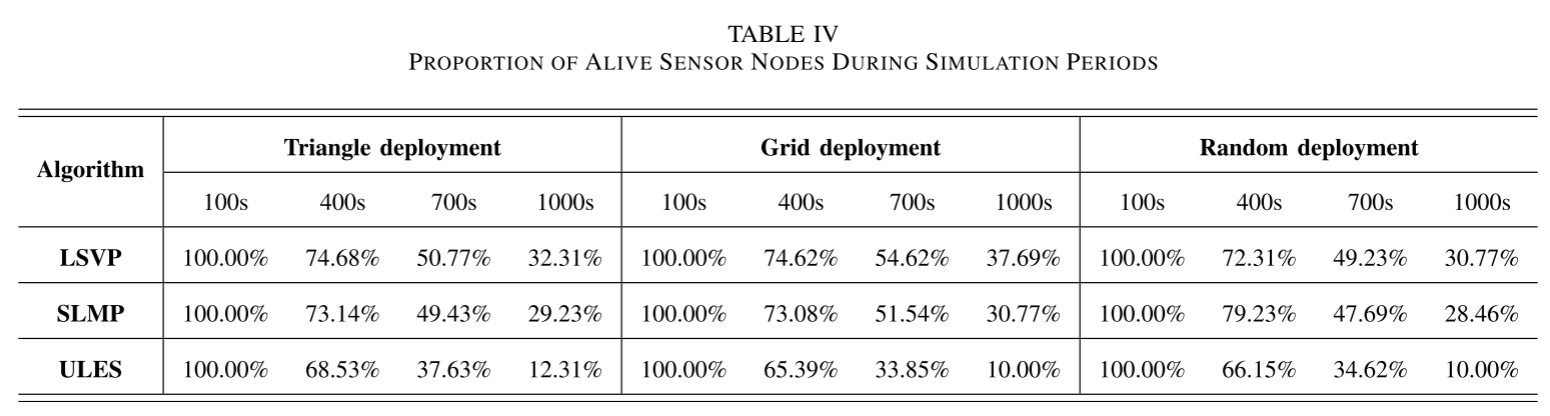 TABLE IV
PROPORTION OF ALIVE SENSOR NODES DURING SIMULATION PERIODS
Algorithm Triangle deployment Grid deployment Random deployment
100s 400s 700s 1000s 100s 400s 700s 1000s 100s 400s 700s 1000s
LSVP 100.00% 74.68% 50.77% 32.31% 100.00% 74.62% 54.62% 37.69% 100.00% 72.31% 49.23% 30.77%
SLMP 100.00% 73.14% 49.43% 29.23% 100.00% 73.08% 51.54% 30.77% 100.00% 79.23% 47.69% 28.46%
ULES 100.00% 68.53% 37.63% 12.31% 100.00% 65.39% 33.85% 10.00% 100.00% 66.15% 34.62% 10.00%